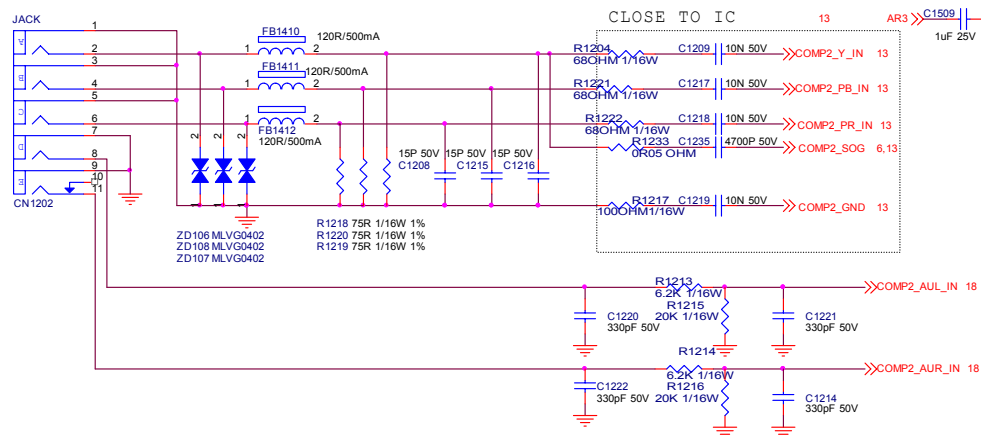 JACK
CLOSE TO IC
13
AR3
C1509
1uF 25V
1
2
3
4
5
6
7
8
9
10
11
A
B
C
D
E
CN1202
FB1410
120R/500mA
1
2
FB1411
120R/500mA
1
2
1
2
FB1412
120R/500mA
R1204
68OHM 1/16W
C1209
10N 50V
COMP2_Y_IN 13
R1221
68OHM 1/16W
C1217
10N 50V
COMP2_PB_IN 13
R1222
68OHM 1/16W
C1218
10N 50V
COMP2_PR_IN 13
R1233
0R05 OHM
C1235
4700P 50V
COMP2_SOG 6,13
R1217
100OHM1/16W
C1219
10N 50V
COMP2_GND 13
2 2 2
1 1 1
15P 50V 15P 50V 15P 50V
C1208 C1215 C1216
ZD106 MLVG0402
ZD108 MLVG0402
ZD107 MLVG0402
R1218 75R 1/16W 1%
R1220 75R 1/16W 1%
R1219 75R 1/16W 1%
R1213
6.2K 1/16W
R1215
20K 1/16W
COMP2_AUL_IN 18
C1220
330pF 50V
C1221
330pF 50V
R1214
6.2K 1/16W
R1216
20K 1/16W
COMP2_AUR_IN 18
C1222
330pF 50V
C1214
330pF 50V